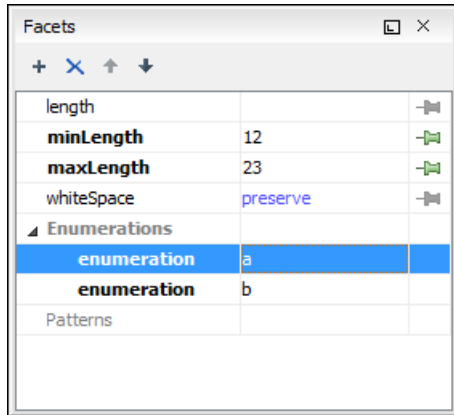 Facets
length
minLength 12
maxLength 23
whiteSpace preserve
Enumerations
enumeration a
enumeration b
Patterns